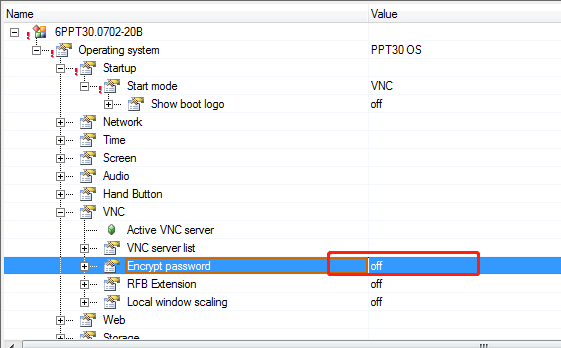 Name Value
6PPT30.0702-20B
Operating system PPT30 OS
Startup
Start mode VNC
Show boot logo off
Network
Time
Screen
Audio
Hand Button
VNC
Active VNC server
VNC server list
Encrypt password off
RFB Extension off
Local window scaling off
Web
Storage